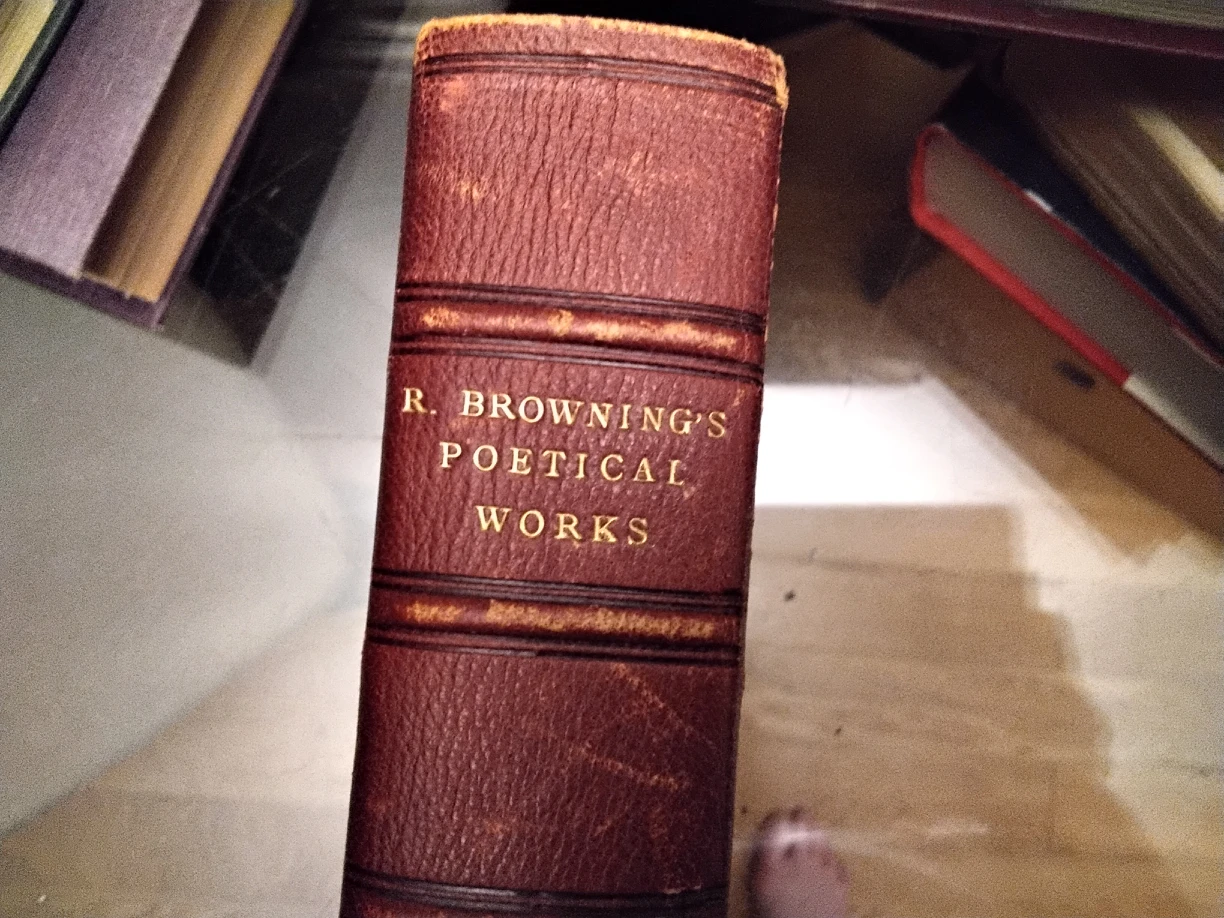 R. BROWNING'S
POETICAL
WORKS